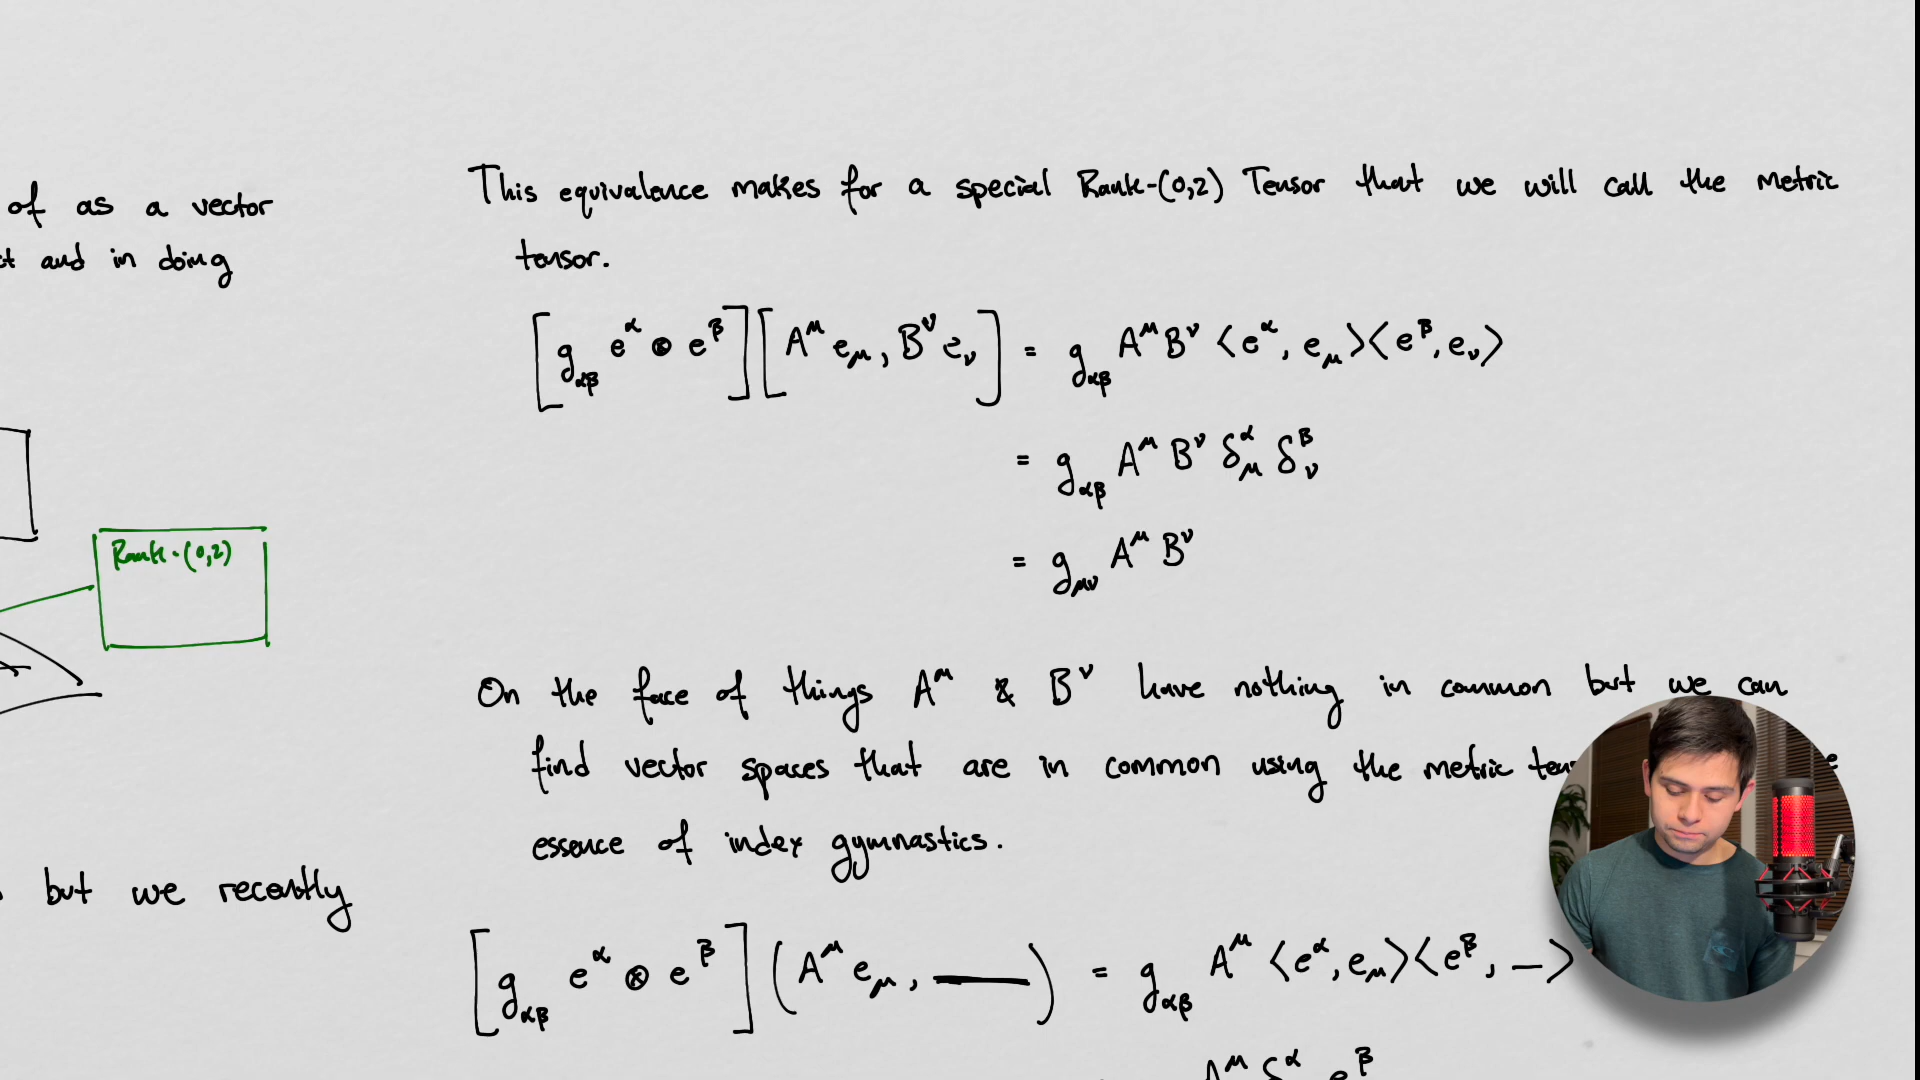 of as a vector
and in doing
Rank-(0,2)
but we recently
This equivalence makes for a special Rank-(0,2) Tensor that we will call the metric
tensor.
[g_αβ e^α ⊗ e^β][A^μ e_μ, B^ν e_ν] = g_αβ A^μ B^ν <e^α, e_μ><e^β, e_ν>
= g_αβ A^μ B^ν δ^α_μ δ^β_ν
= g_μν A^μ B^ν
On the face of things A^μ & B^ν have nothing in common but we can
find vector spaces that are in common using the metric
essence of index gymnastics.
[g_αβ e^α ⊗ e^β](A^μ e_μ, __) = g_αβ A^μ <e^α, e_μ><e^β, _>
A^μ δ^α e^β